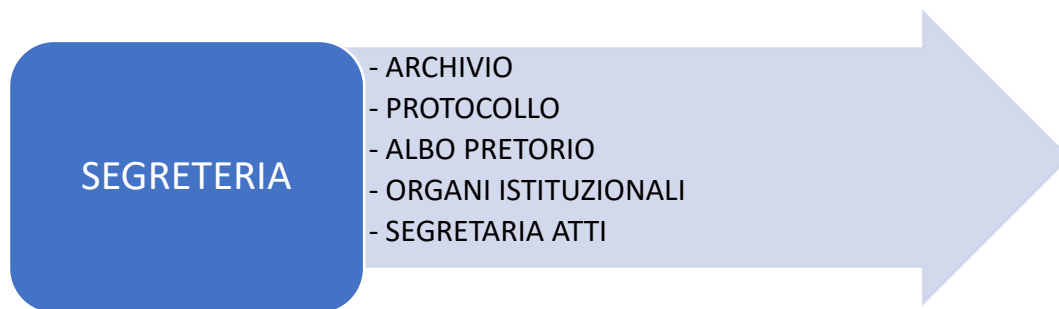 SEGRETERIA
- ARCHIVIO
- PROTOCOLLO
- ALBO PRETORIO
- ORGANI ISTITUZIONALI
- SEGRETARIA ATTI